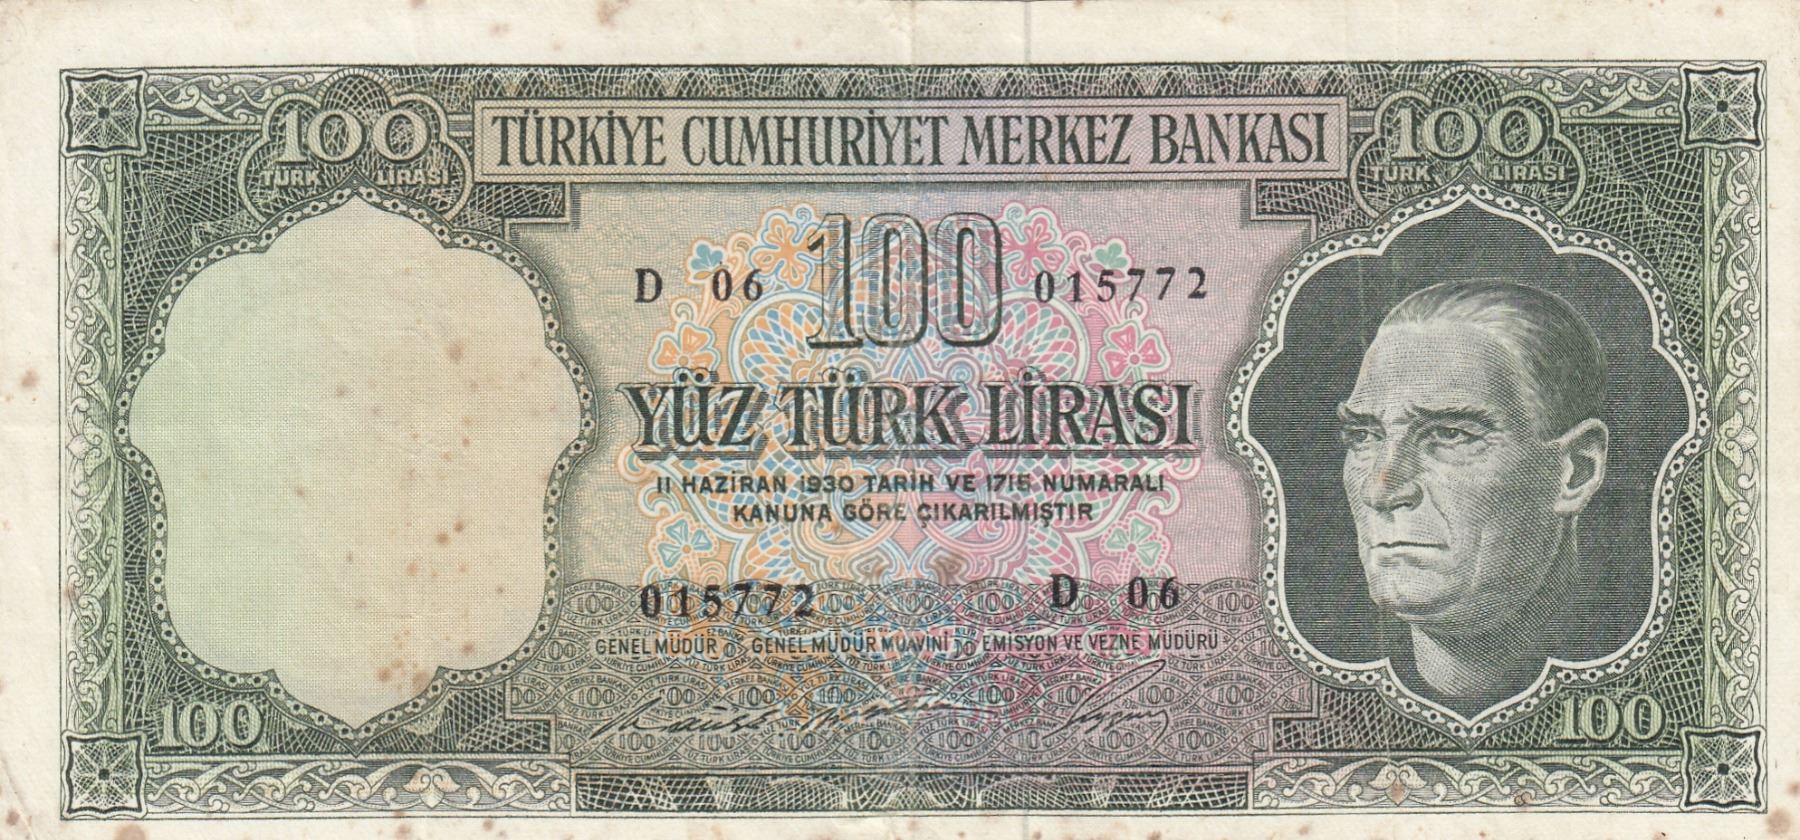 TÜRKİYE CUMHURİYET MERKEZ BANKASI
100 TÜRK LİRASI
100 TÜRK LİRASI
100
D 06 015772
YÜZ TÜRK LİRASI
11 HAZİRAN 1930 TARİH VE 1715 NUMARALI
KANUNA GÖRE ÇIKARILMIŞTIR
015772 D 06
GENEL MÜDÜR GENEL MÜDÜR MUAVİNİ EMİSYON VE VEZNE MÜDÜRÜ
100 100